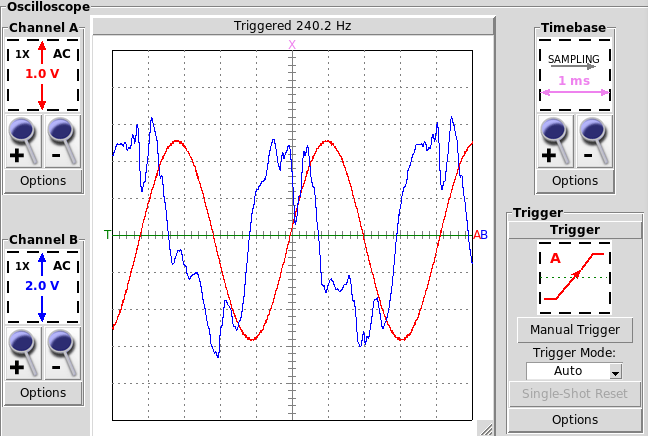 Oscilloscope
Channel A
1X AC
1.0 V
+ -
Options
Channel B
1X AC
2.0 V
+ -
Options
Triggered 240.2 Hz
X
T
A B
Timebase
SAMPLING
1 ms
+ -
Options
Trigger
Trigger
A
Manual Trigger
Trigger Mode:
Auto
Single-Shot Reset
Options